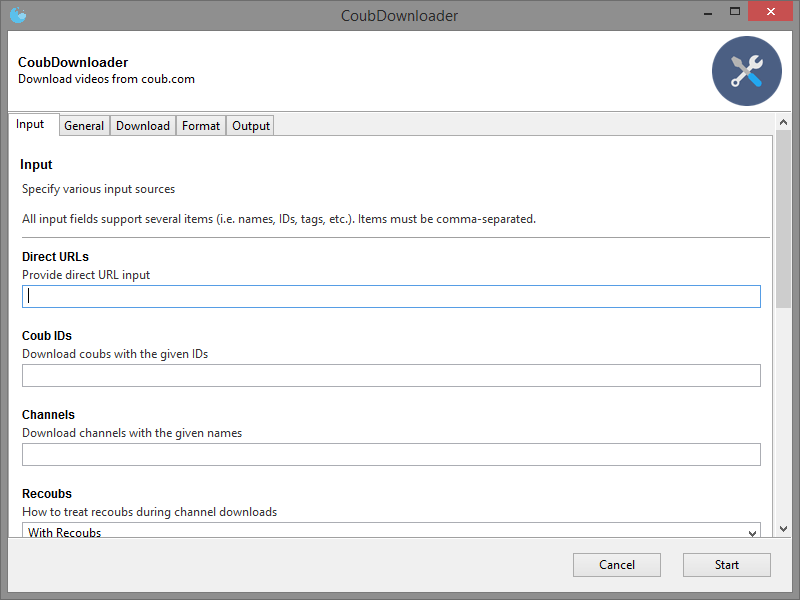 CoubDownloader
CoubDownloader
Download videos from coub.com
Input General Download Format Output
Input
Specify various input sources
All input fields support several items (i.e. names, IDs, tags, etc.). Items must be comma-separated.
Direct URLs
Provide direct URL input
Coub IDs
Download coubs with the given IDs
Channels
Download channels with the given names
Recoubs
How to treat recoubs during channel downloads
With Recoubs
Cancel Start